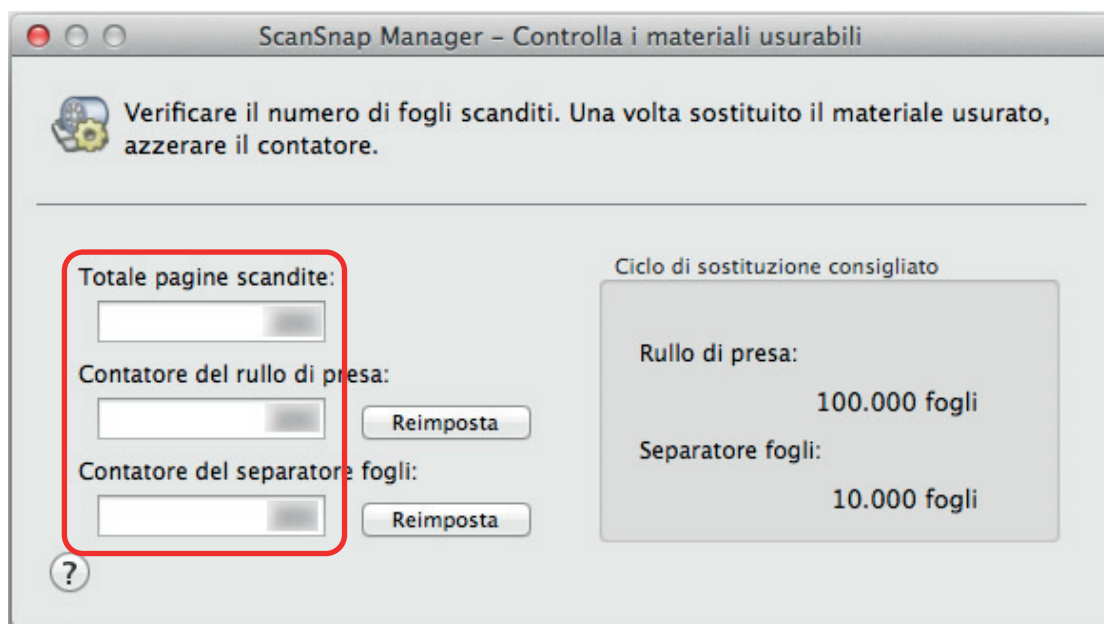 ScanSnap Manager – Controlla i materiali usurabili
Verificare il numero di fogli scanditi. Una volta sostituito il materiale usurato,
azzerare il contatore.
Totale pagine scandite:
Contatore del rullo di presa:
Reimposta
Contatore del separatore fogli:
Reimposta
Ciclo di sostituzione consigliato
Rullo di presa:
100.000 fogli
Separatore fogli:
10.000 fogli
?